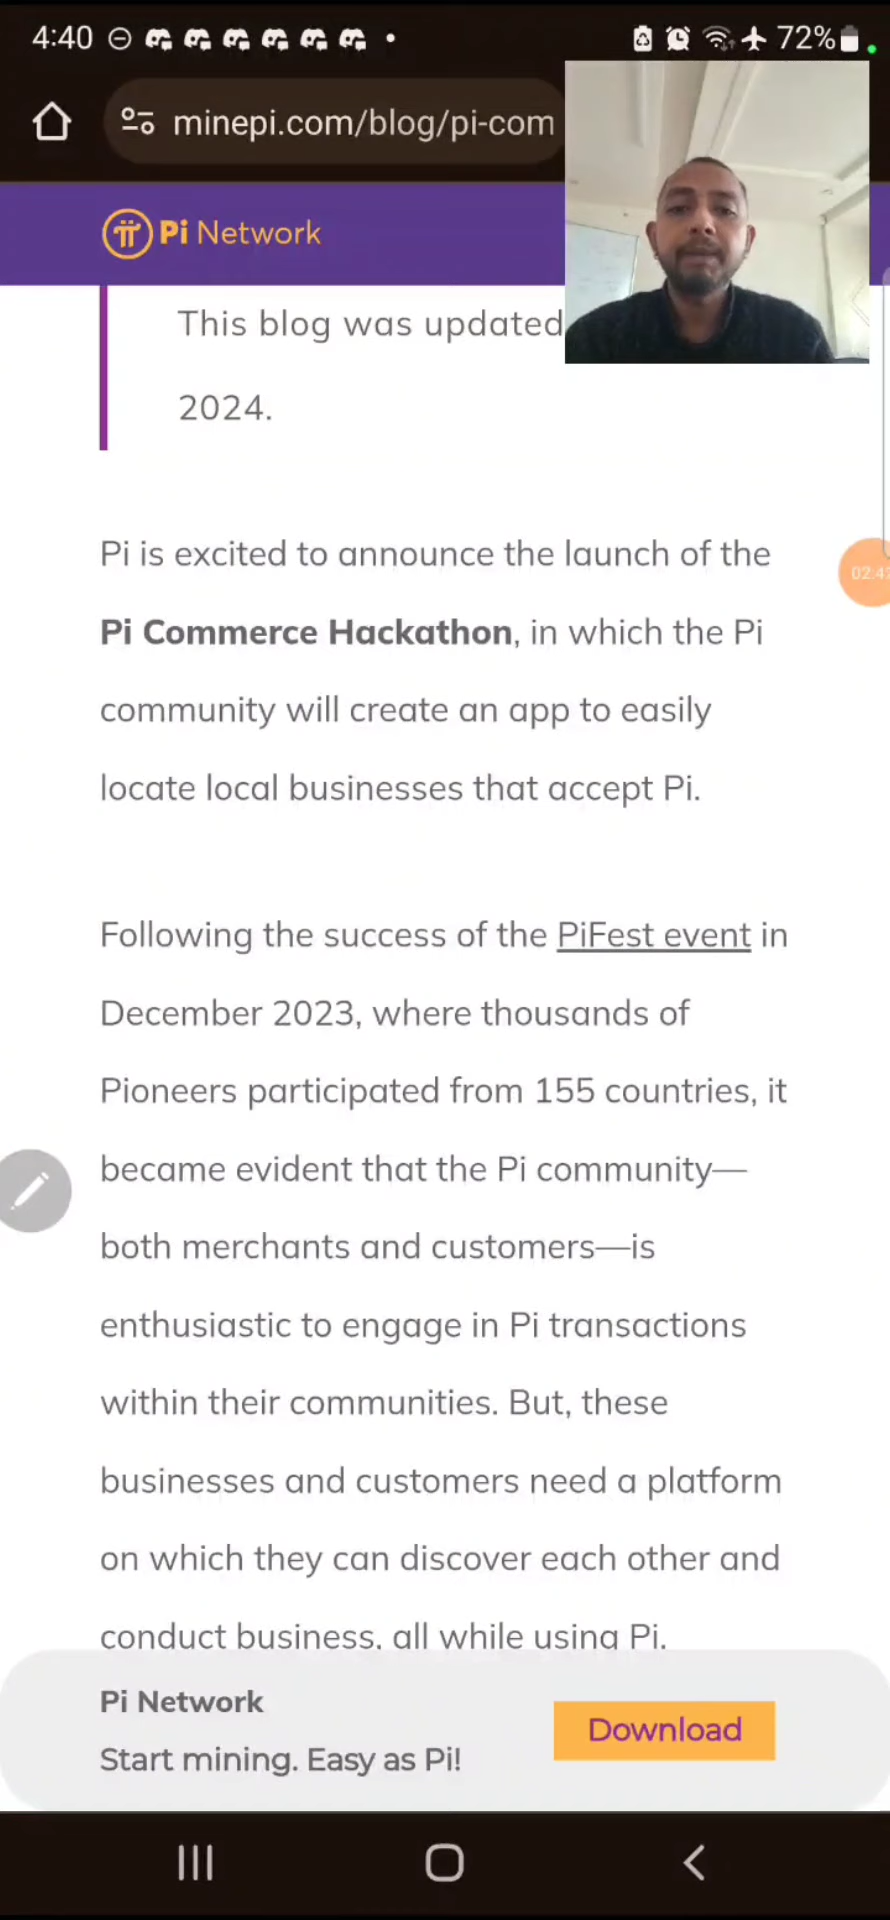 4:40
72%
minepi.com/blog/pi-com
Pi Network
This blog was updated
2024.
Pi is excited to announce the launch of the
Pi Commerce Hackathon, in which the Pi
community will create an app to easily
locate local businesses that accept Pi.
02:4
Following the success of the PiFest event in
December 2023, where thousands of
Pioneers participated from 155 countries, it
became evident that the Pi community—
both merchants and customers—is
enthusiastic to engage in Pi transactions
within their communities. But, these
businesses and customers need a platform
on which they can discover each other and
conduct business, all while using Pi.
Pi Network
Start mining. Easy as Pi!
Download